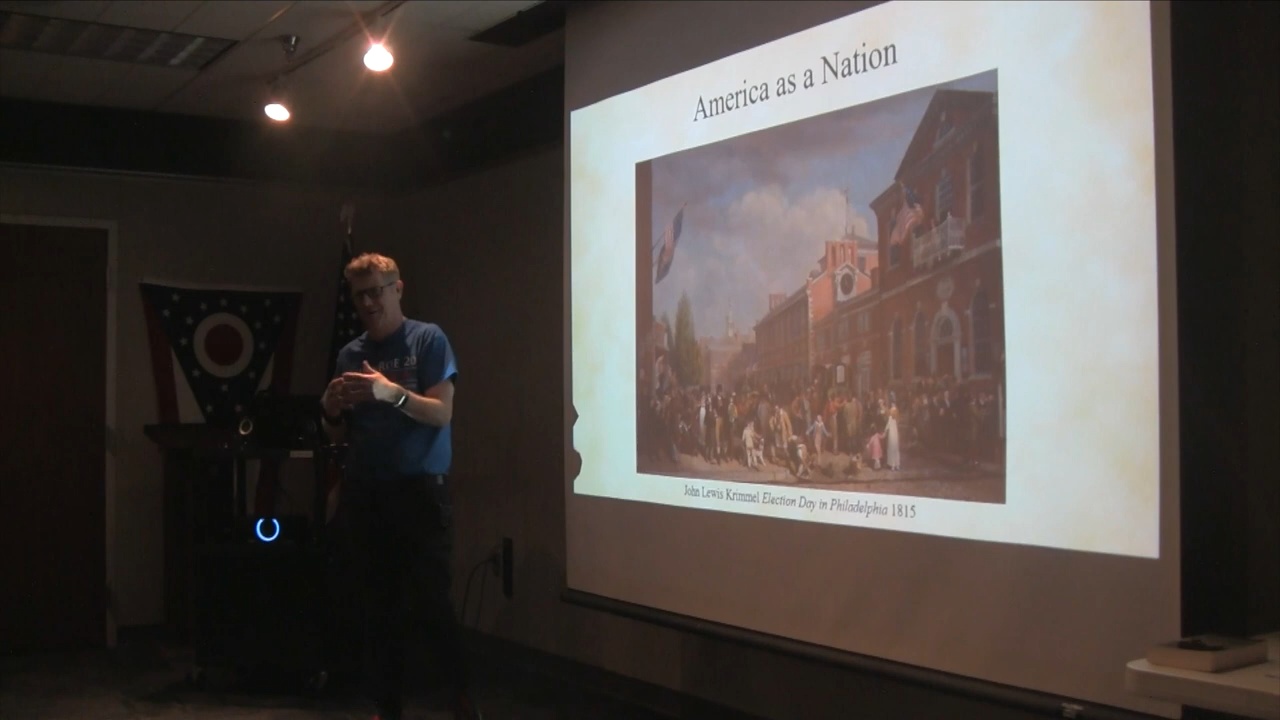 America as a Nation
John Lewis Krimmel Election Day in Philadelphia 1815